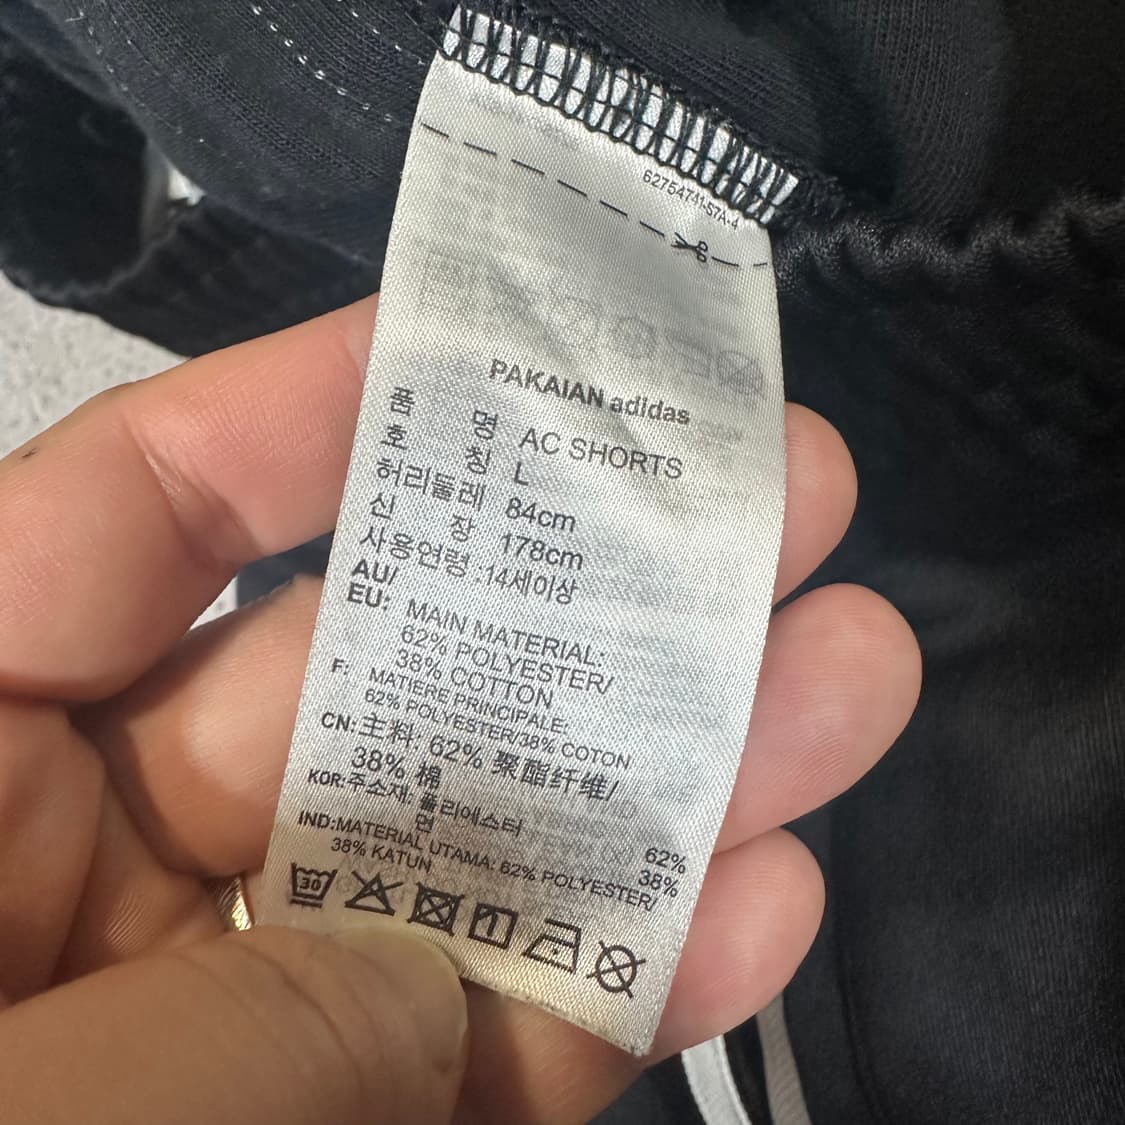 62754741-S7A-4
PAKAIAN adidas
품 명 AC SHORTS
호 칭 L
허리둘레 84cm
신 장 178cm
사용연령 :14세이상
AU/
EU: MAIN MATERIAL:
62% POLYESTER/
38% COTTON
F: MATIERE PRINCIPALE:
62% POLYESTER/38% COTON
CN:主料: 62% 聚酯纤维/
38% 棉
KOR:주소재: 폴리에스터 62%
면 38%
IND:MATERIAL UTAMA: 62% POLYESTER/
38% KATUN
30